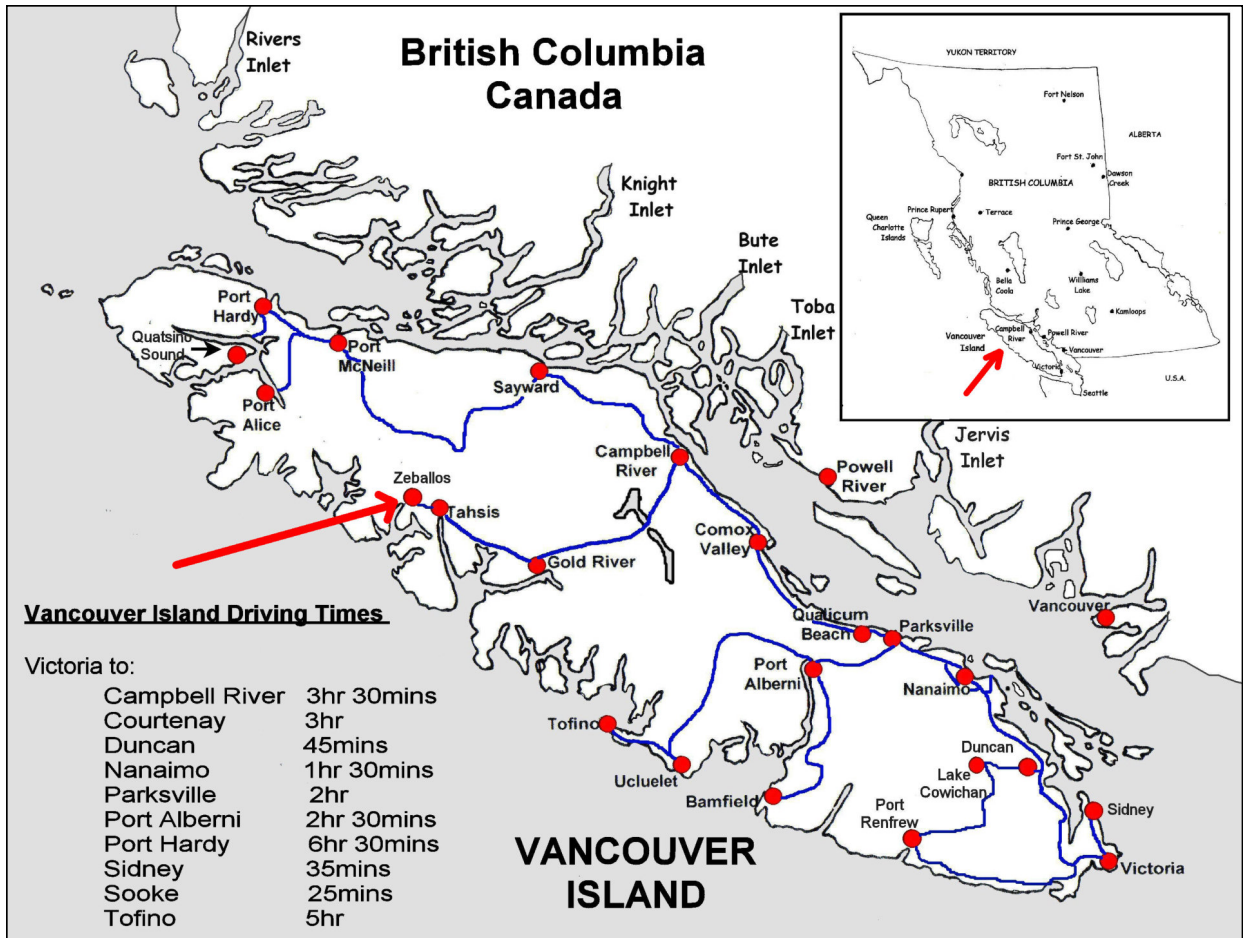 British Columbia
Canada
Rivers
Inlet
Knight
Inlet
Bute
Inlet
Toba
Inlet
Jervis
Inlet
YUKON TERRITORY
Fort Nelson
ALBERTA
Fort St. John
Dawson
Creek
BRITISH COLUMBIA
Prince Rupert
Terrace
Queen
Charlotte
Islands
Prince George
Bella
Coola
Williams
Lake
Kamloops
Campbell
River
Powell River
Vancouver
Island
Vancouver
Victoria
U.S.A.
Seattle
Port
Hardy
Quatsino
Sound
Port
McNeill
Port
Alice
Sayward
Campbell
River
Zeballos
Tahsis
Gold River
Powell
River
Comox
Valley
Qualicum
Beach
Parksville
Vancouver
Port
Alberni
Nanaimo
Tofino
Ucluelet
Bamfield
Duncan
Lake
Cowichan
Port
Renfrew
Sidney
Victoria
VANCOUVER
ISLAND
Vancouver Island Driving Times
Victoria to:
Campbell River 3hr 30mins
Courtenay 3hr
Duncan 45mins
Nanaimo 1hr 30mins
Parksville 2hr
Port Alberni 2hr 30mins
Port Hardy 6hr 30mins
Sidney 35mins
Sooke 25mins
Tofino 5hr